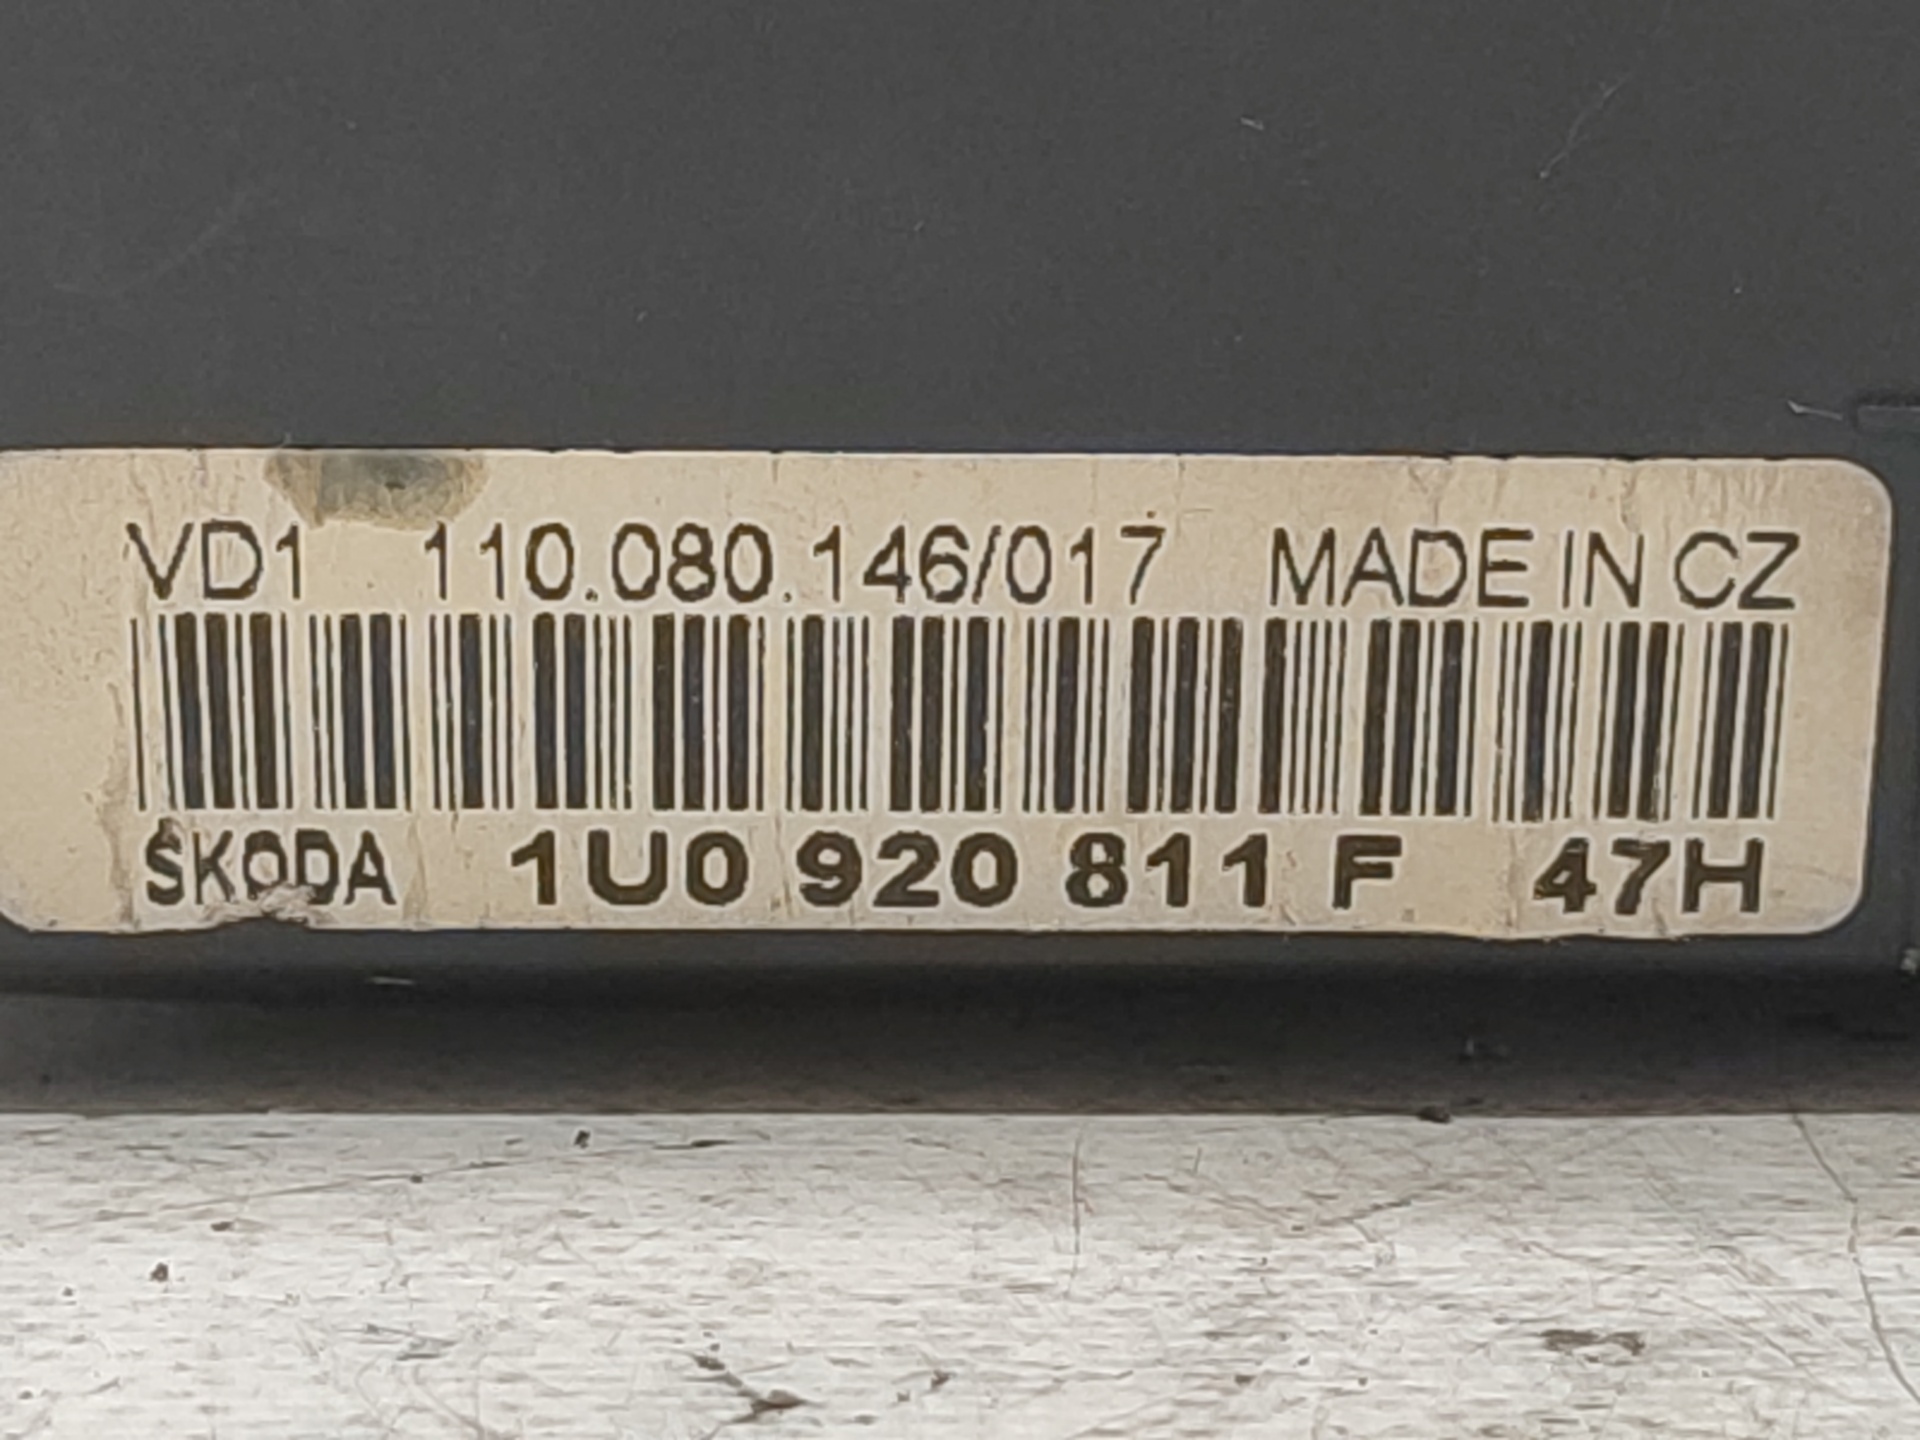 VD1 110.080.146/017 MADE IN CZ
ŠKODA 1U0 920 811 F 47H